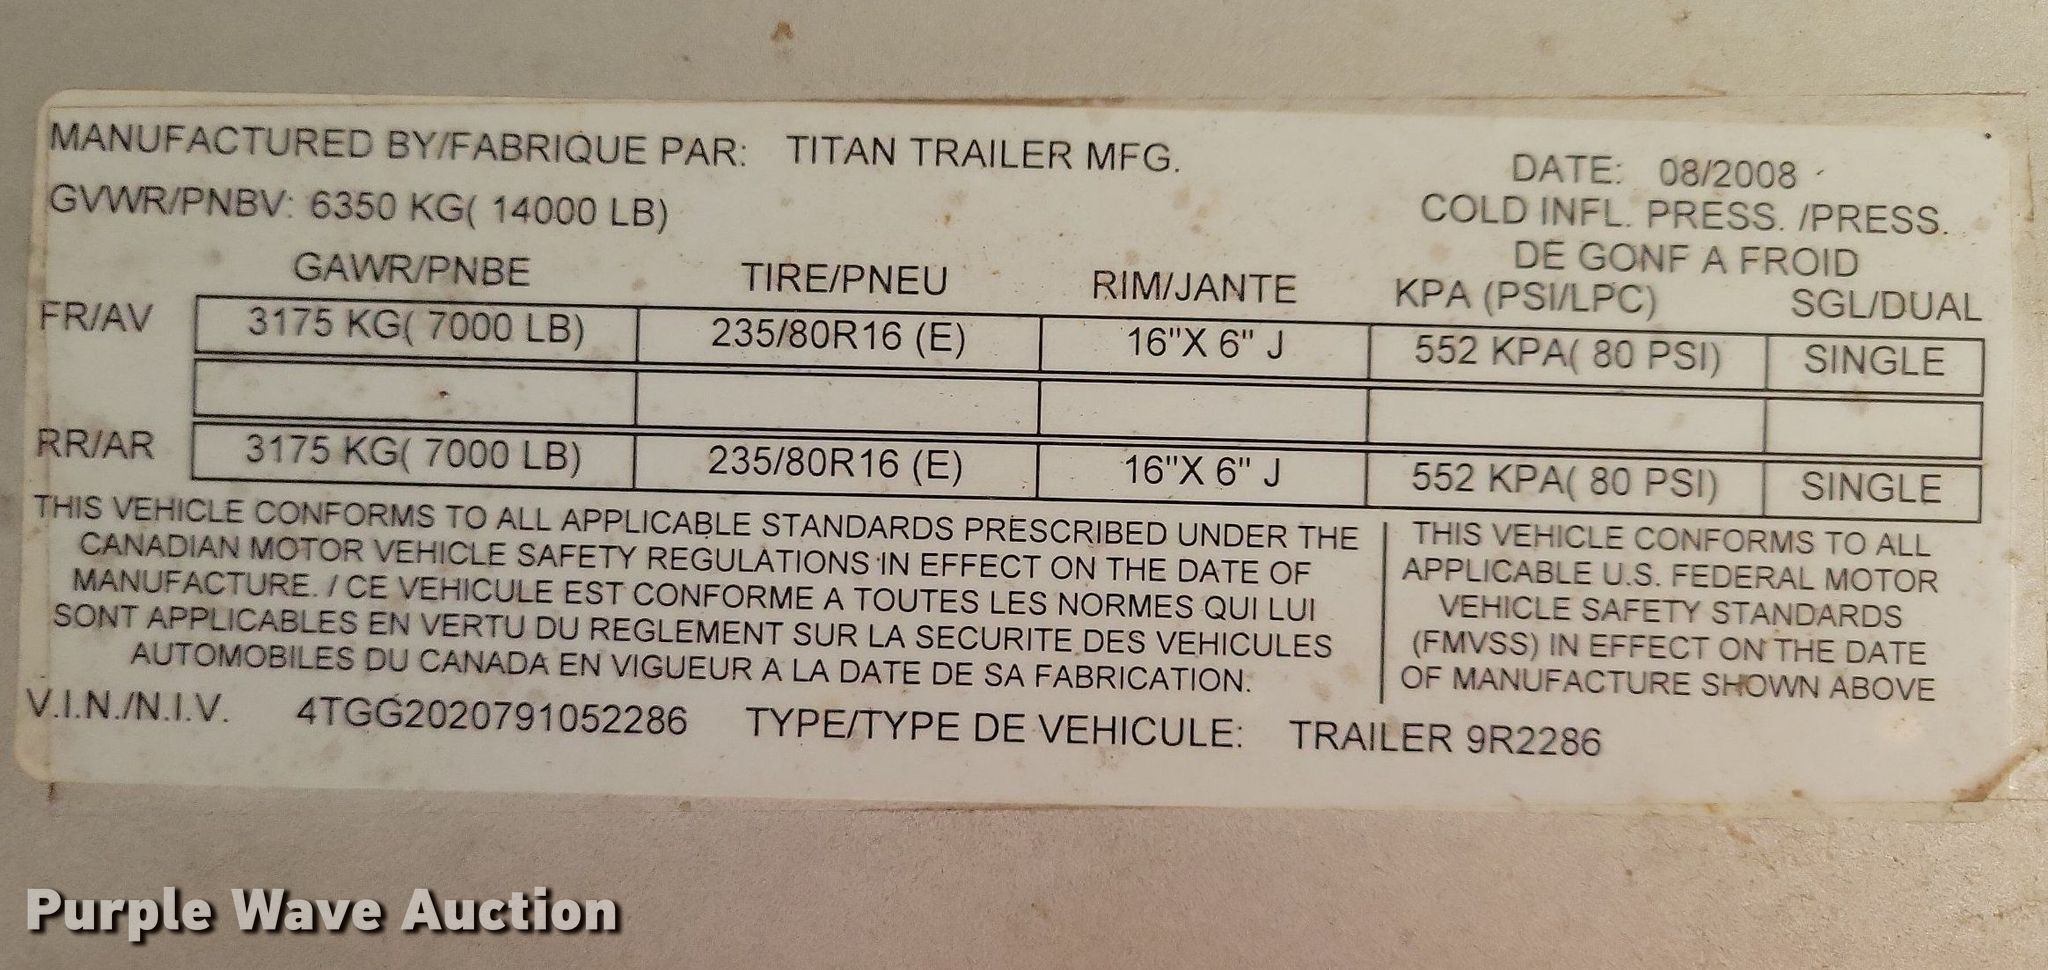 MANUFACTURED BY/FABRIQUE PAR: TITAN TRAILER MFG.
DATE: 08/2008
GVWR/PNBV: 6350 KG( 14000 LB)
COLD INFL. PRESS. /PRESS.
DE GONF A FROID
GAWR/PNBE TIRE/PNEU RIM/JANTE KPA (PSI/LPC) SGL/DUAL
FR/AV 3175 KG( 7000 LB) 235/80R16 (E) 16"X 6" J 552 KPA( 80 PSI) SINGLE
RR/AR 3175 KG( 7000 LB) 235/80R16 (E) 16"X 6" J 552 KPA( 80 PSI) SINGLE
THIS VEHICLE CONFORMS TO ALL APPLICABLE STANDARDS PRESCRIBED UNDER THE
CANADIAN MOTOR VEHICLE SAFETY REGULATIONS IN EFFECT ON THE DATE OF
MANUFACTURE. / CE VEHICULE EST CONFORME A TOUTES LES NORMES QUI LUI
SONT APPLICABLES EN VERTU DU REGLEMENT SUR LA SECURITE DES VEHICULES
AUTOMOBILES DU CANADA EN VIGUEUR A LA DATE DE SA FABRICATION.
THIS VEHICLE CONFORMS TO ALL
APPLICABLE U.S. FEDERAL MOTOR
VEHICLE SAFETY STANDARDS
(FMVSS) IN EFFECT ON THE DATE
OF MANUFACTURE SHOWN ABOVE
V.I.N./N.I.V. 4TGG2020791052286 TYPE/TYPE DE VEHICULE: TRAILER 9R2286
Purple Wave Auction